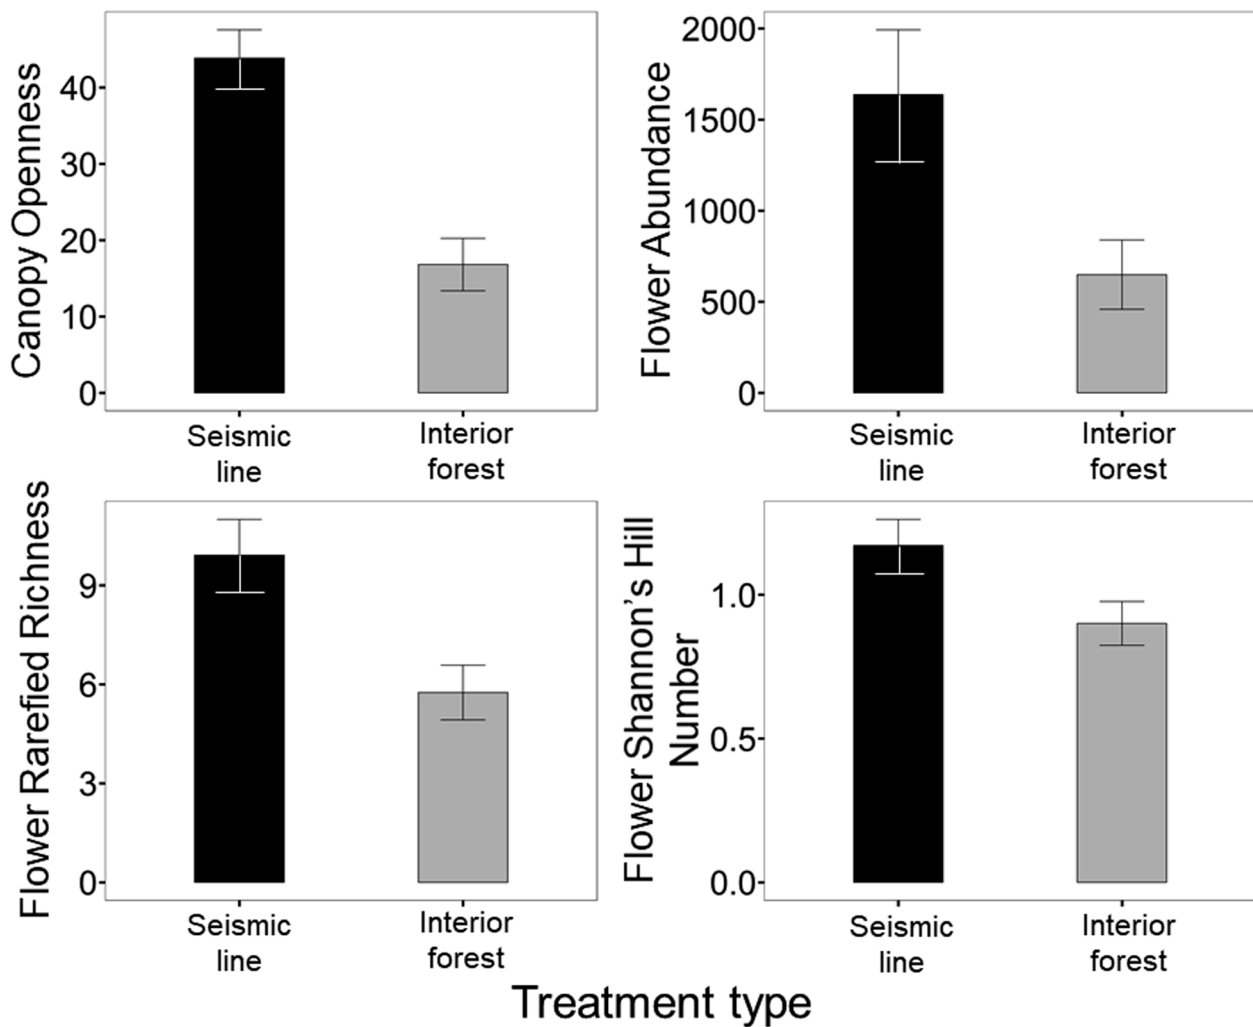 Canopy Openness
40
30
20
10
0
Seismic
line
Interior
forest
Flower Abundance
2000
1500
1000
500
0
Seismic
line
Interior
forest
Flower Rarefied Richness
9
6
3
0
Seismic
line
Interior
forest
Flower Shannon’s Hill
Number
1.0
0.5
0.0
Seismic
line
Interior
forest
Treatment type